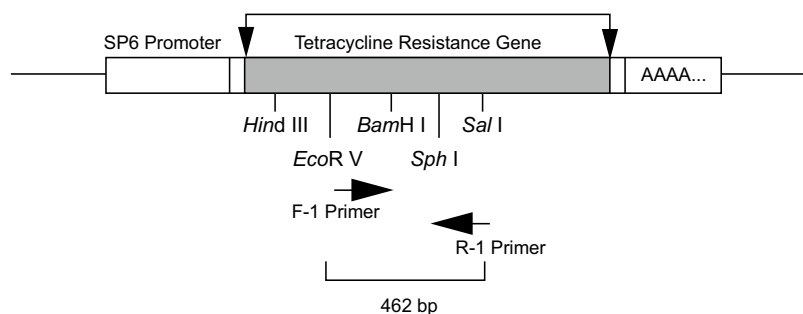 SP6 Promoter
Tetracycline Resistance Gene
AAAA...
Hind III
BamH I
Sal I
EcoR V
Sph I
F-1 Primer
R-1 Primer
462 bp